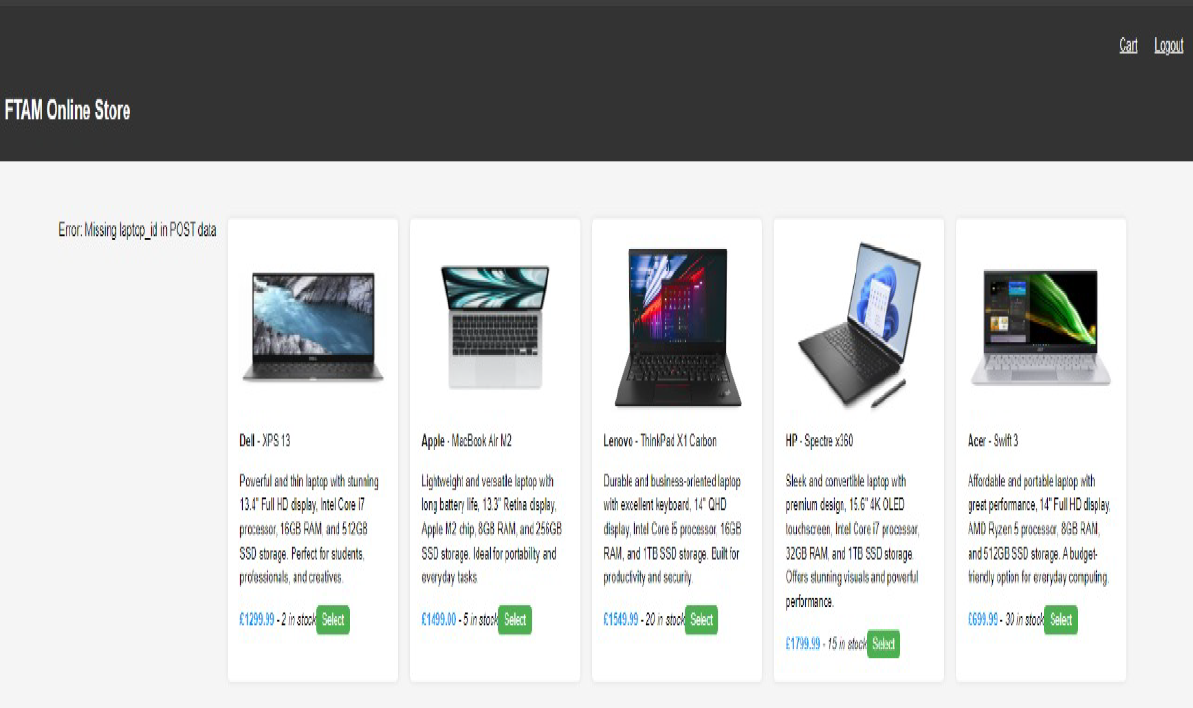 Cart Logout
FTAM Online Store
Error: Missing laptop_id in POST data
Dell - XPS 13
Powerful and thin laptop with stunning
13.4" Full HD display, Intel Core i7
processor, 16GB RAM, and 512GB
SSD storage. Perfect for students,
professionals, and creatives.
£1299.99 - 2 in stock Select
Apple - MacBook Air M2
Lightweight and versatile laptop with
long battery life, 13.3" Retina display,
Apple M2 chip, 8GB RAM, and 256GB
SSD storage. Ideal for portability and
everyday tasks.
£1499.00 - 5 in stock Select
Lenovo - ThinkPad X1 Carbon
Durable and business-oriented laptop
with excellent keyboard, 14" QHD
display, Intel Core i5 processor, 16GB
RAM, and 1TB SSD storage. Built for
productivity and security.
£1549.99 - 20 in stock Select
HP - Spectre x360
Sleek and convertible laptop with
premium design, 15.6" 4K OLED
touchscreen, Intel Core i7 processor,
32GB RAM, and 1TB SSD storage.
Offers stunning visuals and powerful
performance.
£1799.99 - 15 in stock Select
Acer - Swift 3
Affordable and portable laptop with
great performance, 14" Full HD display,
AMD Ryzen 5 processor, 8GB RAM,
and 512GB SSD storage. A budget-
friendly option for everyday computing.
£699.99 - 30 in stock Select